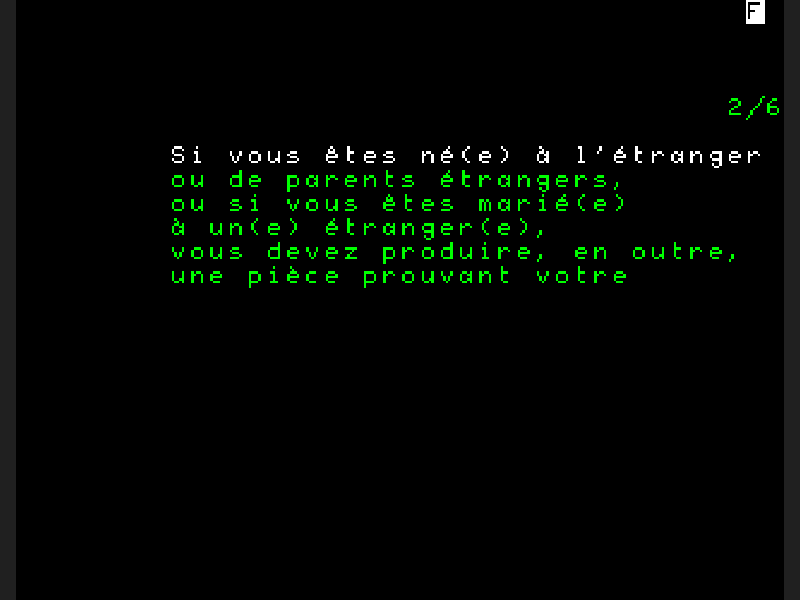 F
2/6
Si vous êtes né(e) à l'étranger
ou de parents étrangers,
ou si vous êtes marié(e)
à un(e) étranger(e),
vous devez produire, en outre,
une pièce prouvant votre